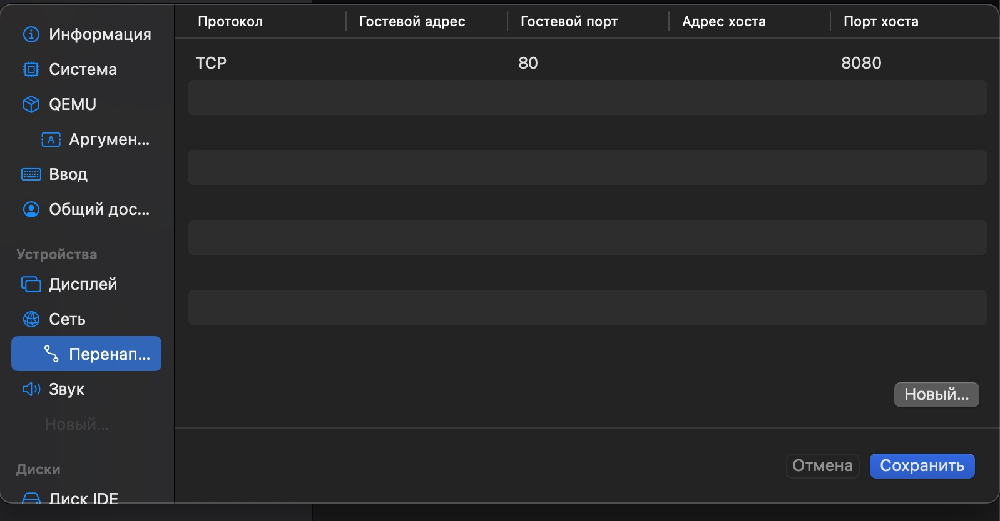 Информация
Система
QEMU
Аргумен...
Ввод
Общий дос...
Устройства
Дисплей
Сеть
Перенап...
Звук
Новый...
Диски
Диск IDE
Протокол Гостевой адрес Гостевой порт Адрес хоста Порт хоста
TCP 80 8080
Новый...
Отмена Сохранить